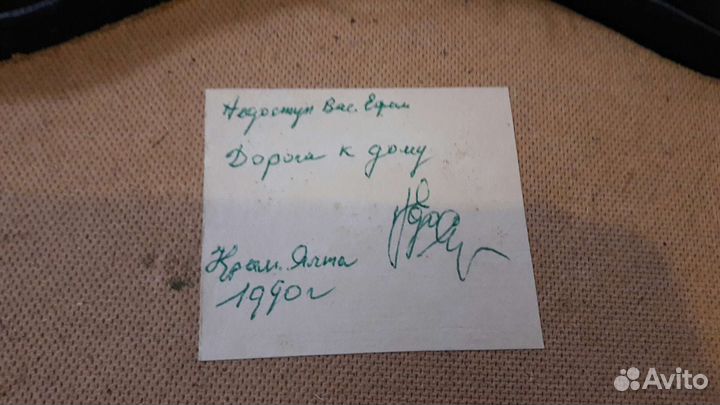 Недоступ Вас. Ефим
Дорога к дому
Крым. Ялта
1990г
Avito